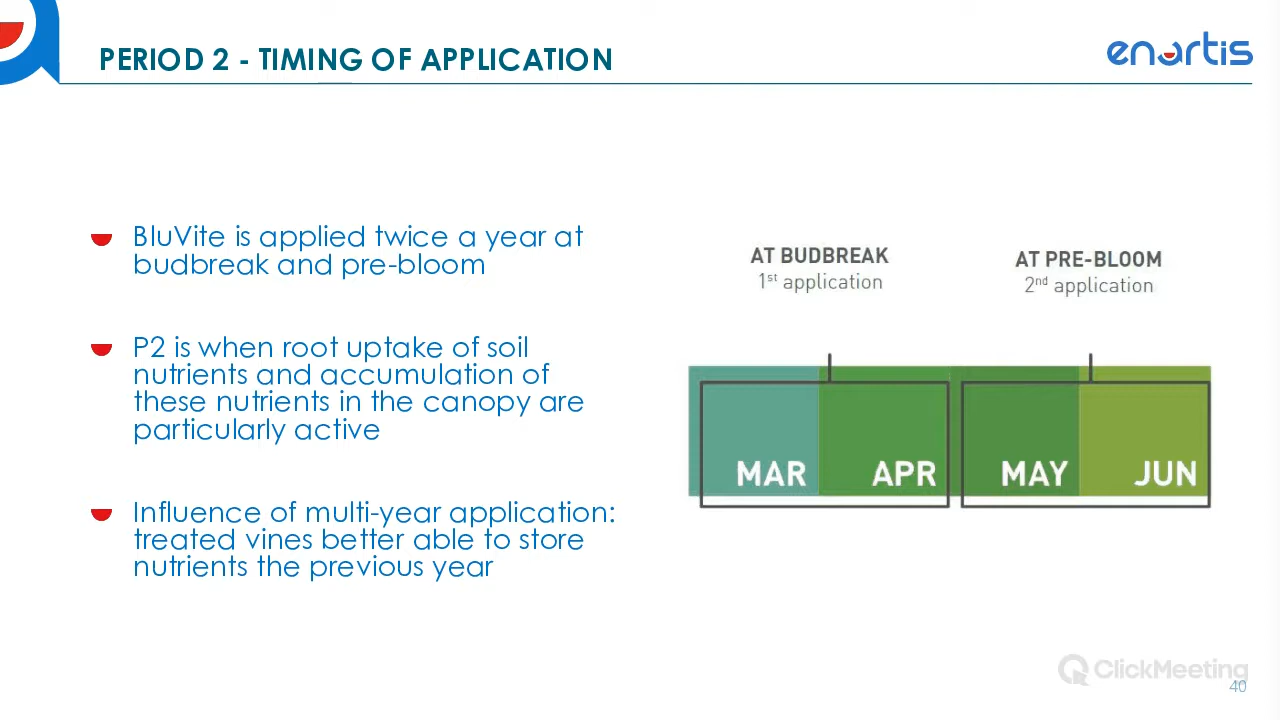 PERIOD 2 - TIMING OF APPLICATION
enartis
BluVite is applied twice a year at
budbreak and pre-bloom
P2 is when root uptake of soil
nutrients and accumulation of
these nutrients in the canopy are
particularly active
Influence of multi-year application:
treated vines better able to store
nutrients the previous year
AT BUDBREAK
1st application
AT PRE-BLOOM
2nd application
MAR
APR
MAY
JUN
ClickMeeting
40